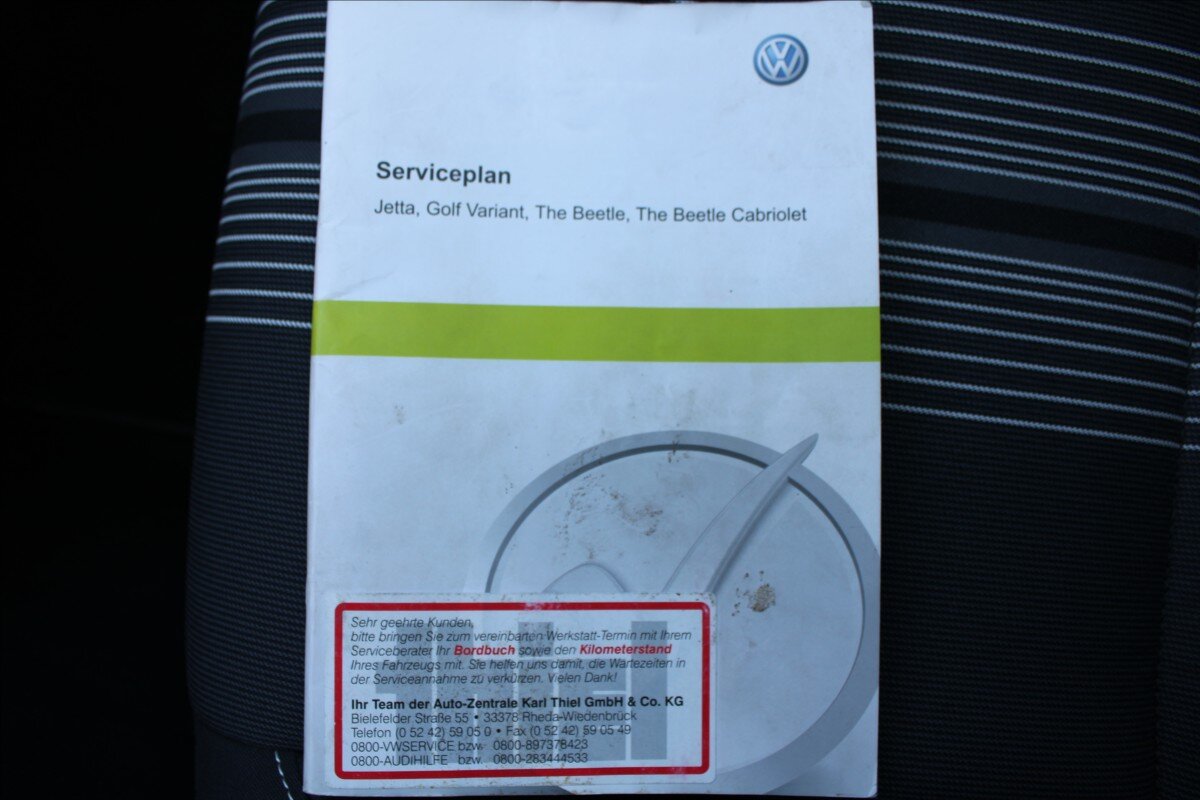 Serviceplan
Jetta, Golf Variant, The Beetle, The Beetle Cabriolet
Sehr geehrte Kunden,
bitte bringen Sie zum vereinbarten Werkstatt-Termin mit Ihrem
Serviceberater Ihr Bordbuch sowie den Kilometerstand
Ihres Fahrzeugs mit. Sie helfen uns damit, die Wartezeiten in
der Serviceannahme zu verkürzen. Vielen Dank!
Ihr Team der Auto-Zentrale Karl Thiel GmbH & Co. KG
Bielefelder Straße 55 • 33378 Rheda-Wiedenbrück
Telefon (0 52 42) 59 05 0 • Fax (0 52 42) 59 05 49
0800-VWSERVICE bzw. 0800-897378423
0800-AUDIHILFE bzw. 0800-283444533